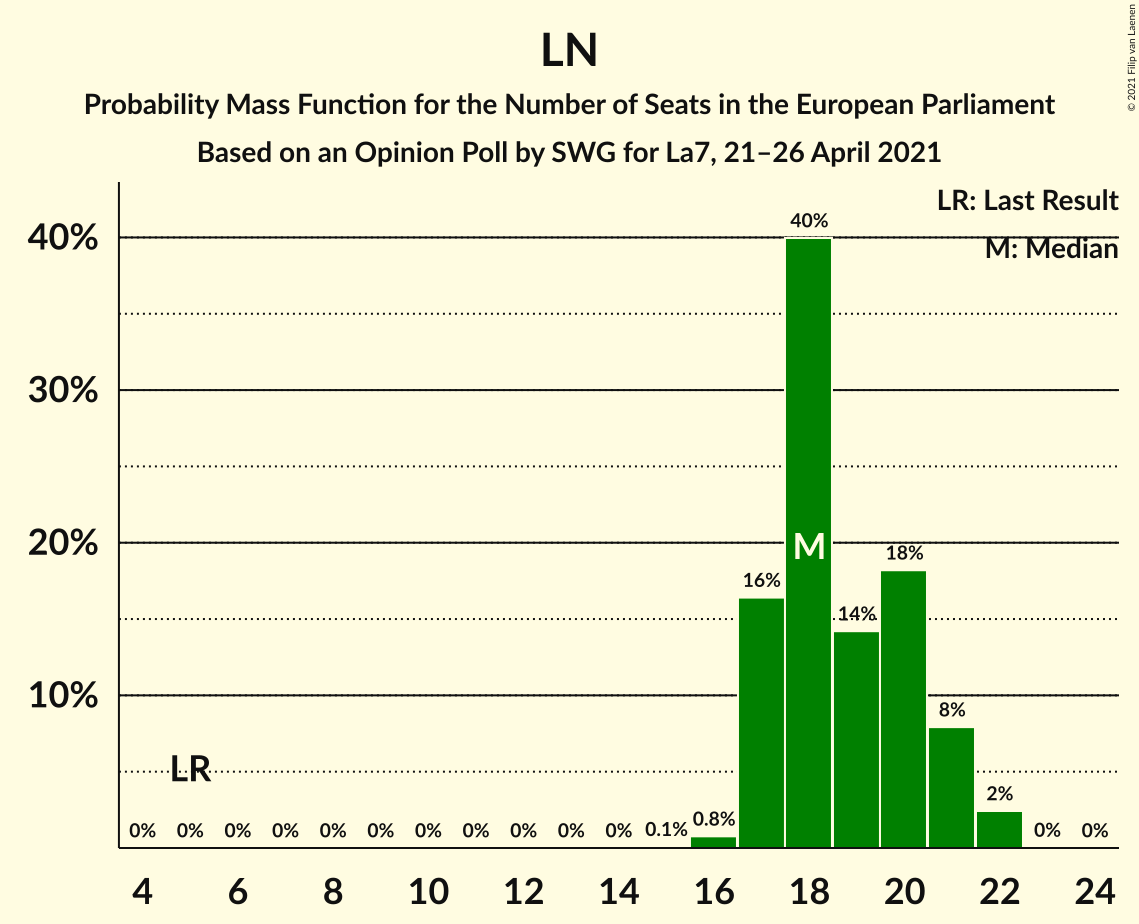 LN
Probability Mass Function for the Number of Seats in the European Parliament
Based on an Opinion Poll by SWG for La7, 21–26 April 2021
© 2021 Filip van Laenen
LR: Last Result
M: Median
40%
30%
20%
10%
40%
M
18%
16%
14%
8%
LR
2%
0% 0% 0% 0% 0% 0% 0% 0% 0% 0% 0% 0.1% 0.8% 0% 0%
4 6 8 10 12 14 16 18 20 22 24